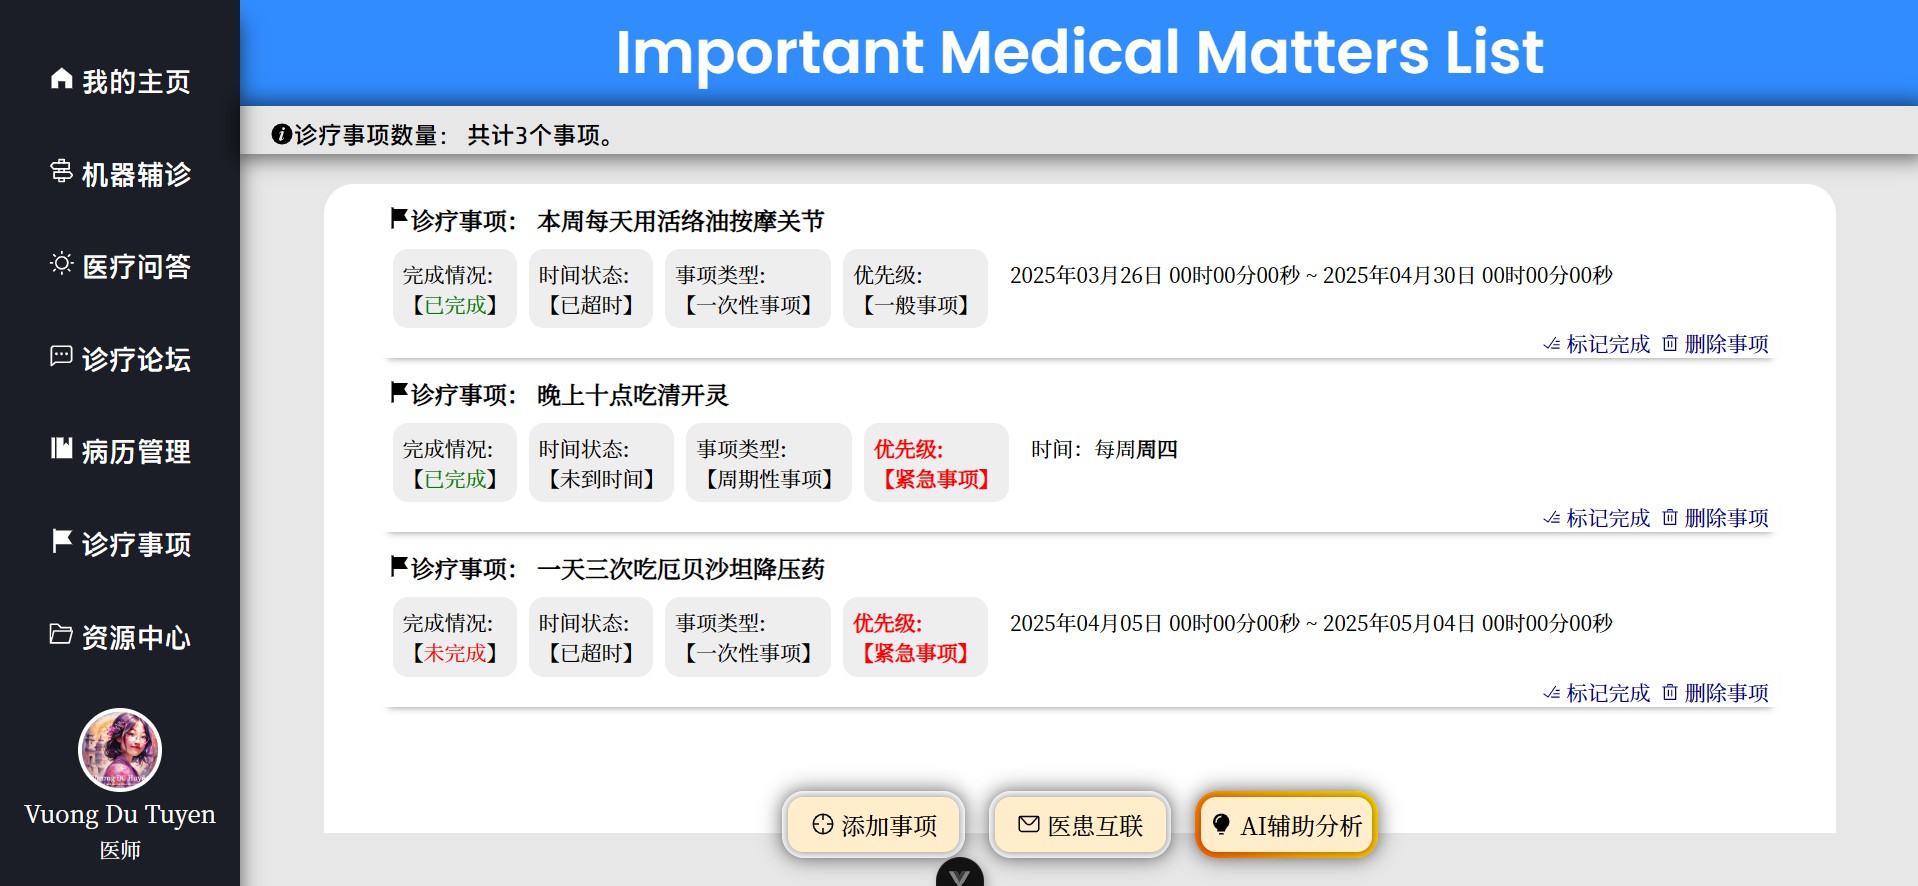 我的主页
机器辅诊
医疗问答
诊疗论坛
病历管理
诊疗事项
资源中心
Vuong Du Tuyen
医师
Important Medical Matters List
诊疗事项数量： 共计3个事项。
诊疗事项： 本周每天用活络油按摩关节
完成情况: 时间状态: 事项类型: 优先级: 2025年03月26日 00时00分00秒 ~ 2025年04月30日 00时00分00秒
【已完成】 【已超时】 【一次性事项】 【一般事项】
标记完成 删除事项
诊疗事项： 晚上十点吃清开灵
完成情况: 时间状态: 事项类型: 优先级: 时间：每周周四
【已完成】 【未到时间】 【周期性事项】 【紧急事项】
标记完成 删除事项
诊疗事项： 一天三次吃厄贝沙坦降压药
完成情况: 时间状态: 事项类型: 优先级: 2025年04月05日 00时00分00秒 ~ 2025年05月04日 00时00分00秒
【未完成】 【已超时】 【一次性事项】 【紧急事项】
标记完成 删除事项
添加事项 医患互联 AI辅助分析